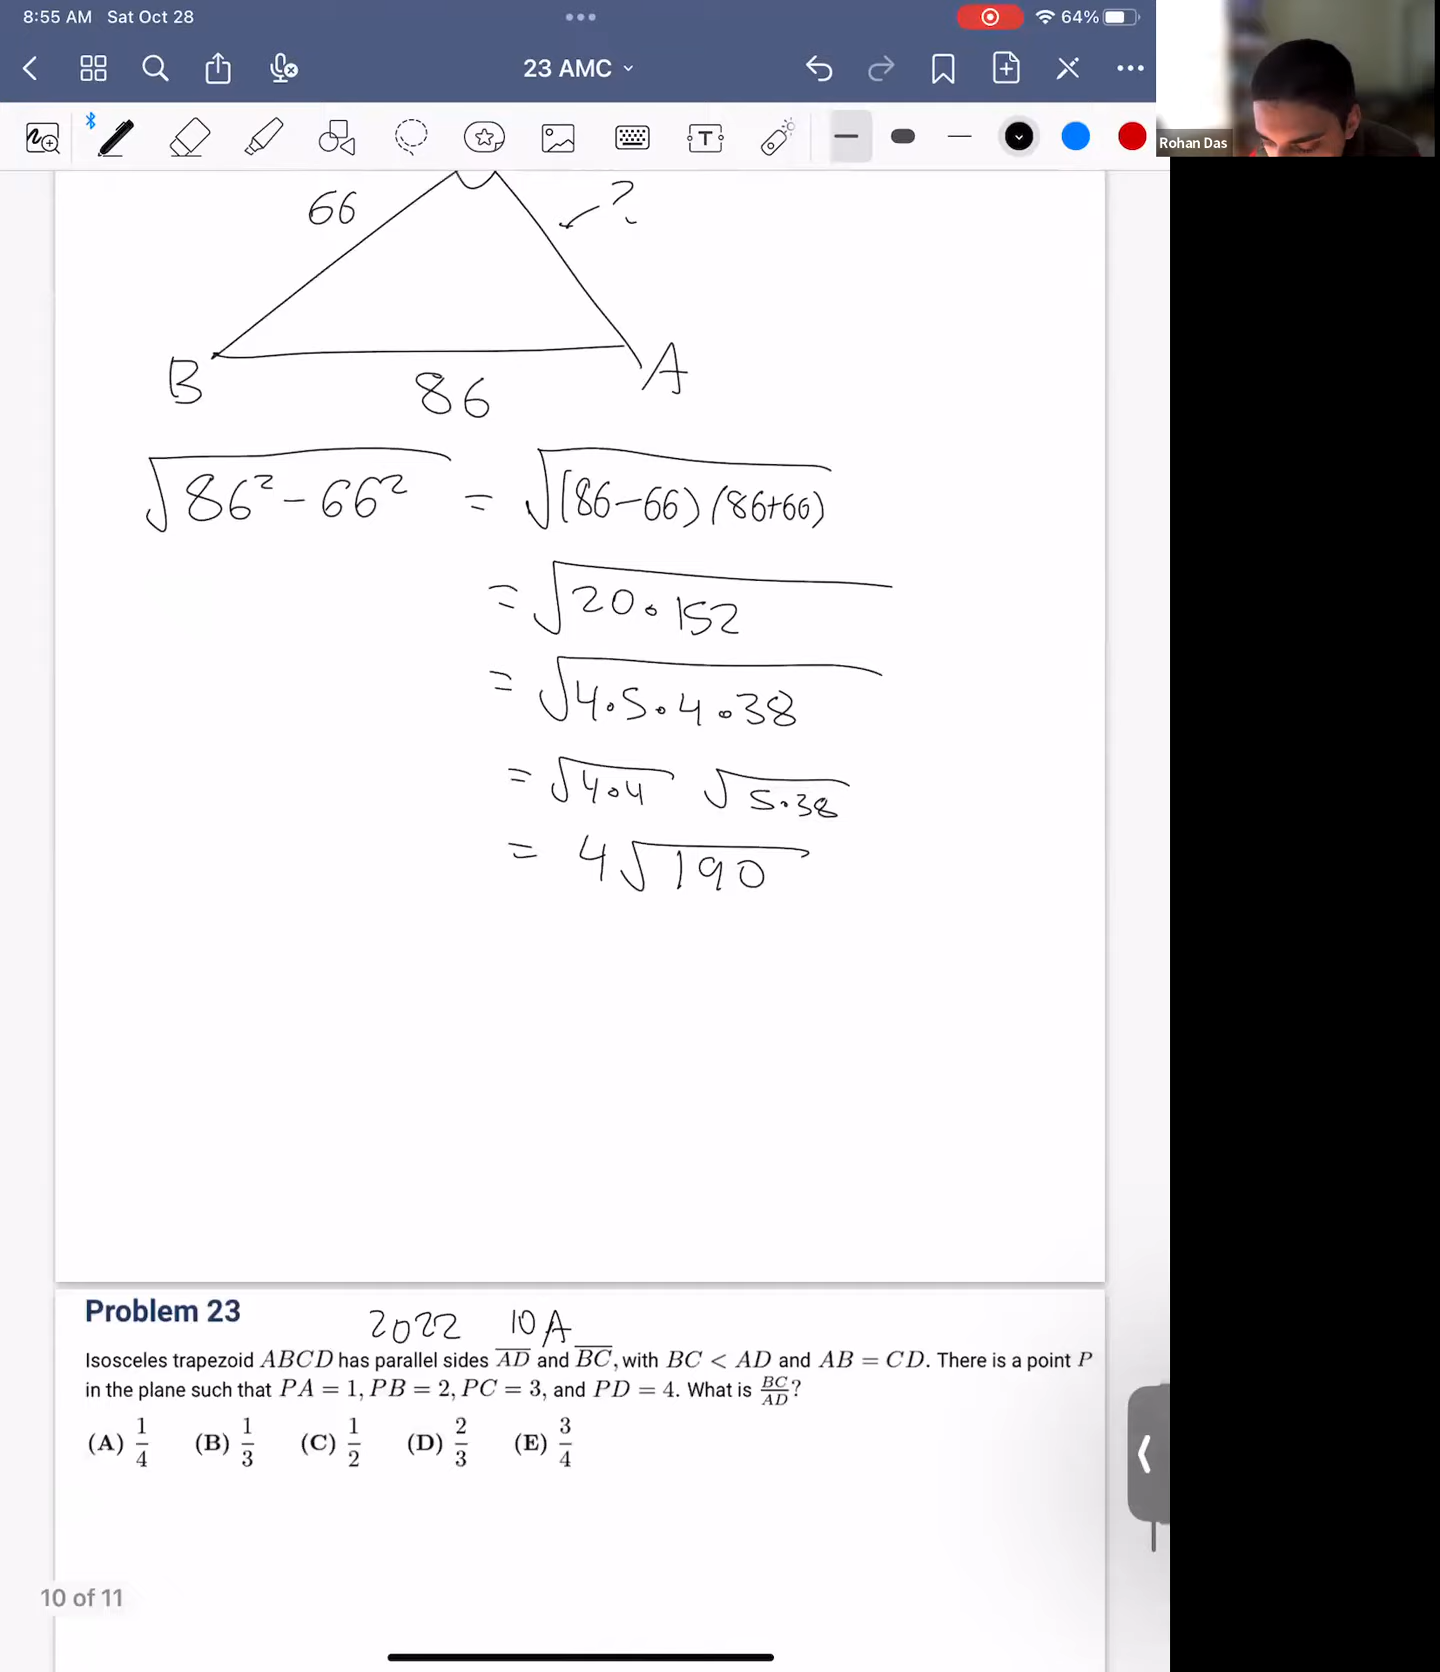 8:55 AM Sat Oct 28
64%
23 AMC
T
Rohan Das
66
?
B
A
86
√86² - 66² = √(86-66)(86+66)
= √20·152
= √4·5·4·38
= √4·4 √5·38
= 4√190
Problem 23 2022 10A
Isosceles trapezoid ABCD has parallel sides A̅D̅ and B̅C̅, with BC < AD and AB = CD. There is a point P
in the plane such that PA = 1, PB = 2, PC = 3, and PD = 4. What is BC/AD?
(A) 1/4 (B) 1/3 (C) 1/2 (D) 2/3 (E) 3/4
10 of 11